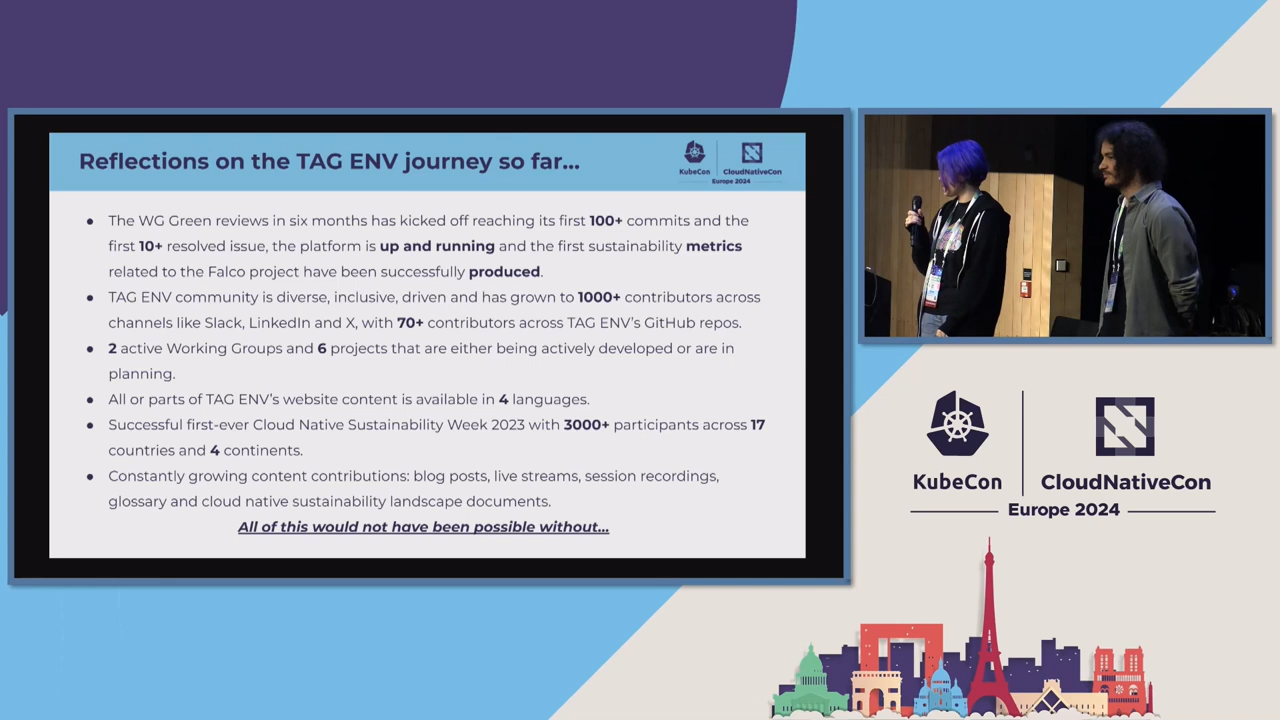 Reflections on the TAG ENV journey so far...
KubeCon
CloudNativeCon
Europe 2024
● The WG Green reviews in six months has kicked off reaching its first 100+ commits and the
first 10+ resolved issue, the platform is up and running and the first sustainability metrics
related to the Falco project have been successfully produced.
● TAG ENV community is diverse, inclusive, driven and has grown to 1000+ contributors across
channels like Slack, LinkedIn and X, with 70+ contributors across TAG ENV's GitHub repos.
● 2 active Working Groups and 6 projects that are either being actively developed or are in
planning.
● All or parts of TAG ENV's website content is available in 4 languages.
● Successful first-ever Cloud Native Sustainability Week 2023 with 3000+ participants across 17
countries and 4 continents.
● Constantly growing content contributions: blog posts, live streams, session recordings,
glossary and cloud native sustainability landscape documents.
All of this would not have been possible without...
KubeCon
CloudNativeCon
Europe 2024